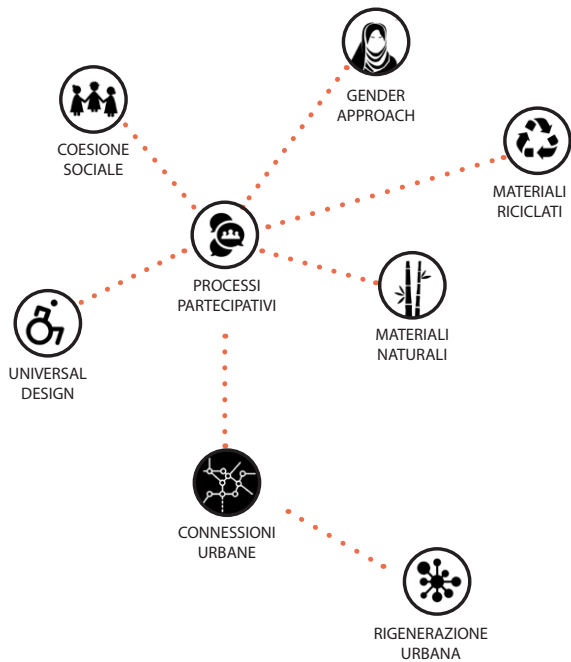 GENDER
APPROACH
COESIONE
SOCIALE
MATERIALI
RICICLATI
PROCESSI
PARTECIPATIVI
MATERIALI
NATURALI
UNIVERSAL
DESIGN
CONNESSIONI
URBANE
RIGENERAZIONE
URBANA